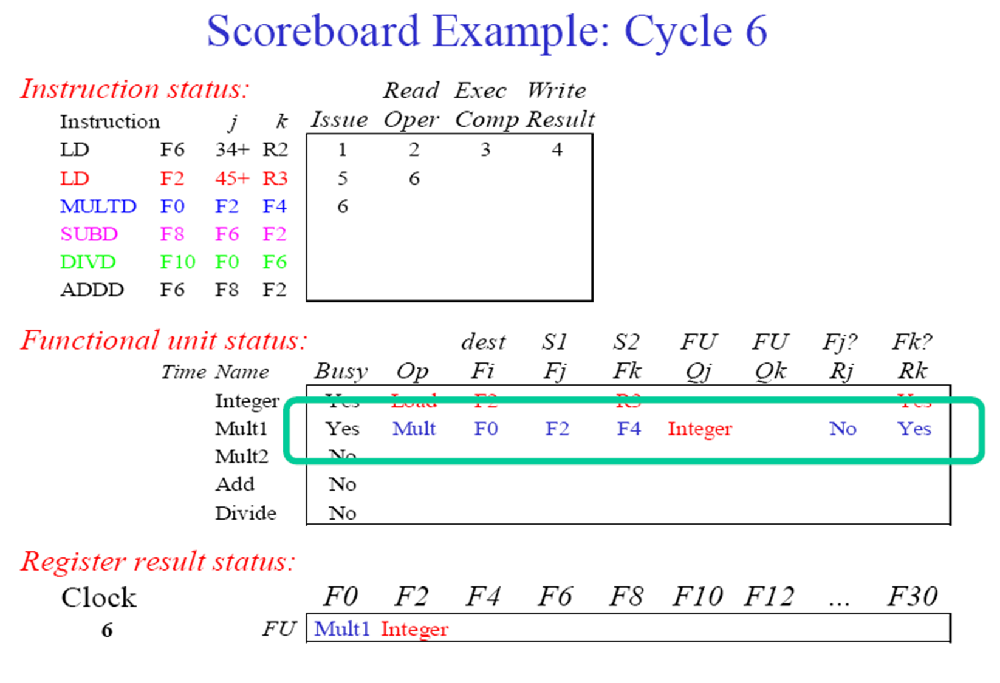 Scoreboard Example: Cycle 6
Instruction status: Read Exec Write
Instruction j k Issue Oper Comp Result
LD F6 34+ R2 1 2 3 4
LD F2 45+ R3 5 6
MULTD F0 F2 F4 6
SUBD F8 F6 F2
DIVD F10 F0 F6
ADDD F6 F8 F2
Functional unit status: dest S1 S2 FU FU Fj? Fk?
Time Name Busy Op Fi Fj Fk Qj Qk Rj Rk
Integer Yes Load F2 R3 Yes
Mult1 Yes Mult F0 F2 F4 Integer No Yes
Mult2 No
Add No
Divide No
Register result status:
Clock F0 F2 F4 F6 F8 F10 F12 ... F30
6 FU Mult1 Integer